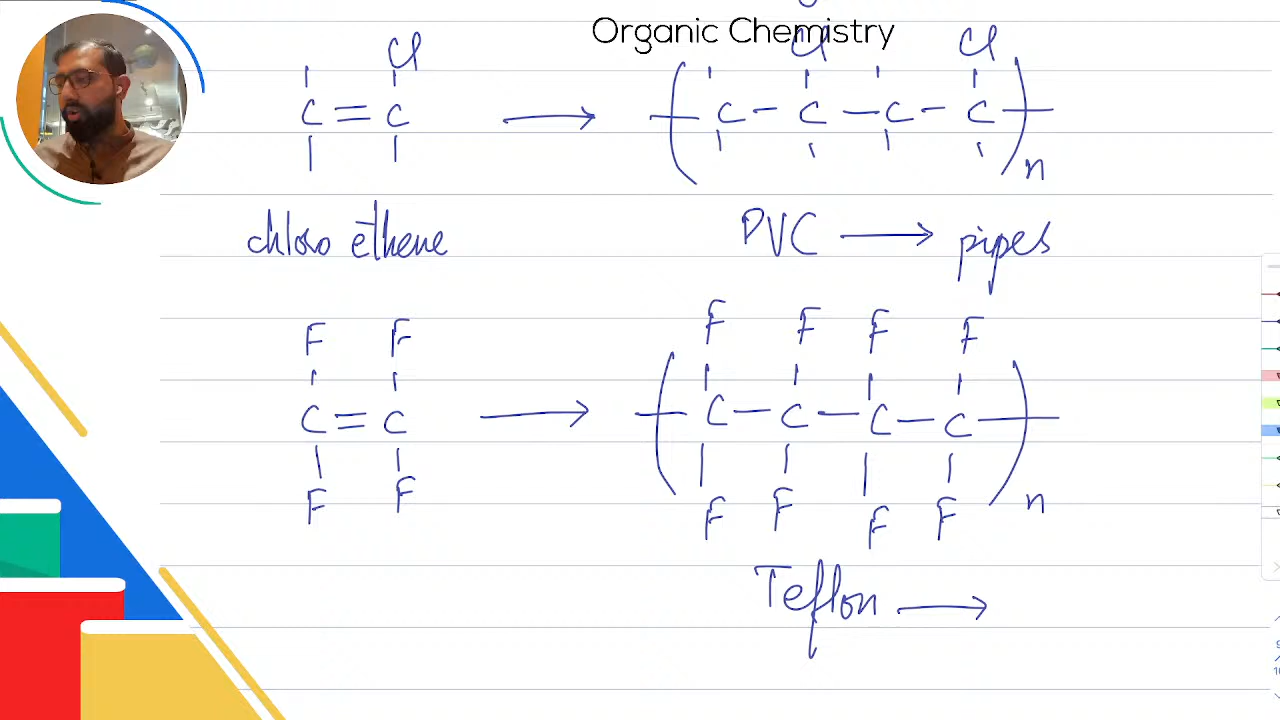 Organic Chemistry
Cl Cl Cl
C = C → ( C - C - C - C ) n
chloro ethene PVC → pipes
F F F F F F
C = C → ( C - C - C - C ) n
F F F F F F
Teflon →